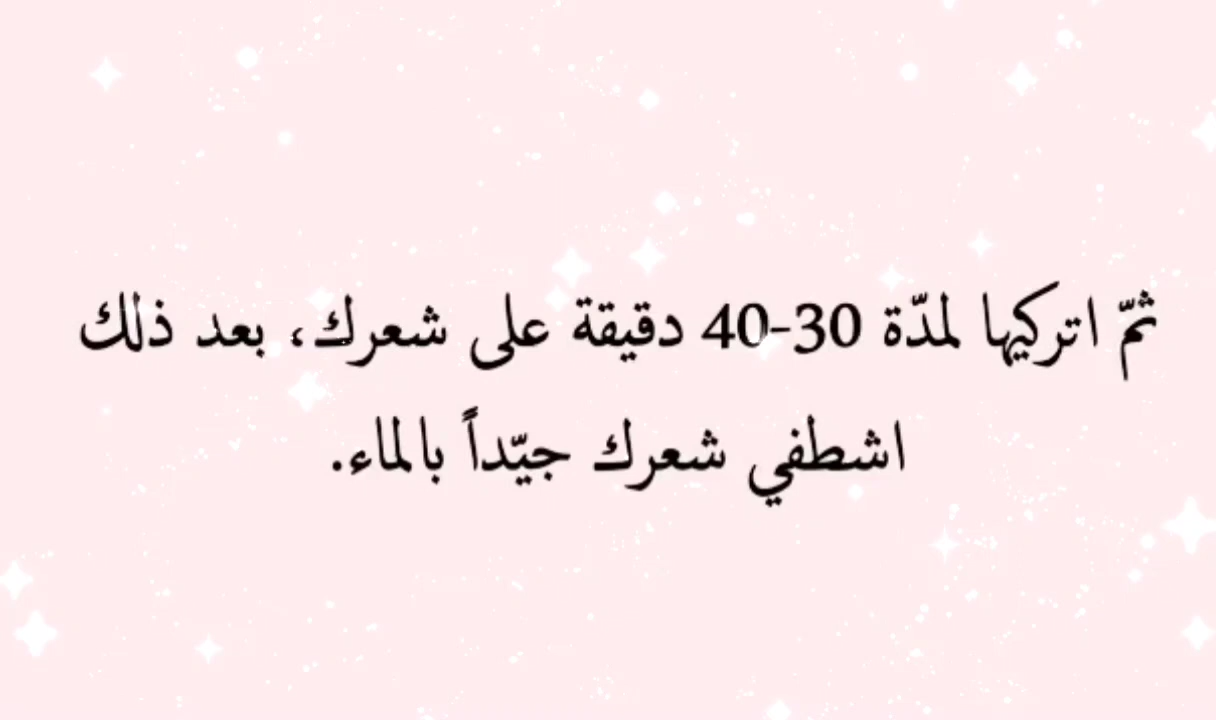 ثمّ اتركيها لمدّة 30-40 دقيقة على شعرك، بعد ذلك
اشطفي شعرك جيّداً بالماء.